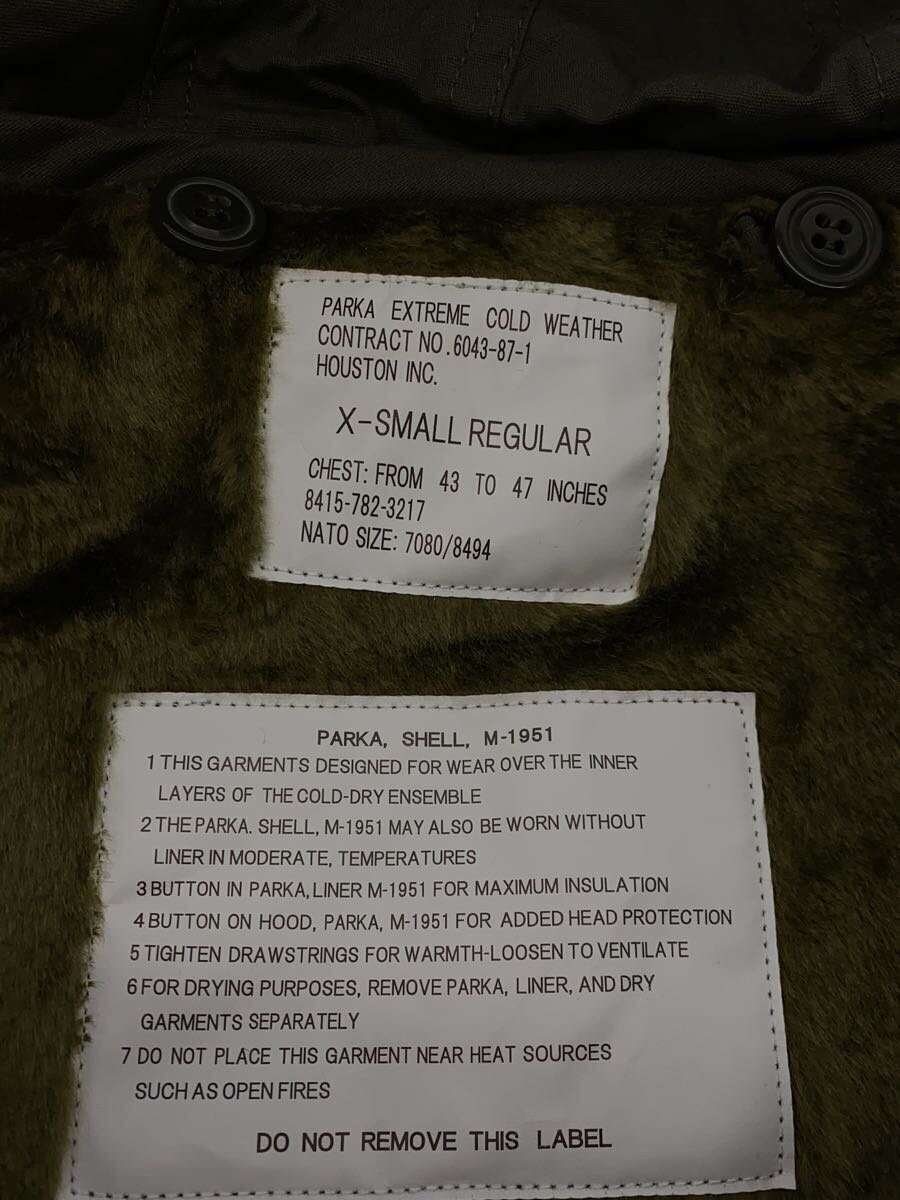 PARKA EXTREME COLD WEATHER
CONTRACT NO.6043-87-1
HOUSTON INC.
X-SMALL REGULAR
CHEST: FROM 43 TO 47 INCHES
8415-782-3217
NATO SIZE: 7080/8494
PARKA, SHELL, M-1951
1 THIS GARMENTS DESIGNED FOR WEAR OVER THE INNER
LAYERS OF THE COLD-DRY ENSEMBLE
2 THE PARKA. SHELL, M-1951 MAY ALSO BE WORN WITHOUT
LINER IN MODERATE, TEMPERATURES
3 BUTTON IN PARKA, LINER M-1951 FOR MAXIMUM INSULATION
4 BUTTON ON HOOD, PARKA, M-1951 FOR ADDED HEAD PROTECTION
5 TIGHTEN DRAWSTRINGS FOR WARMTH-LOOSEN TO VENTILATE
6 FOR DRYING PURPOSES, REMOVE PARKA, LINER, AND DRY
GARMENTS SEPARATELY
7 DO NOT PLACE THIS GARMENT NEAR HEAT SOURCES
SUCH AS OPEN FIRES
DO NOT REMOVE THIS LABEL